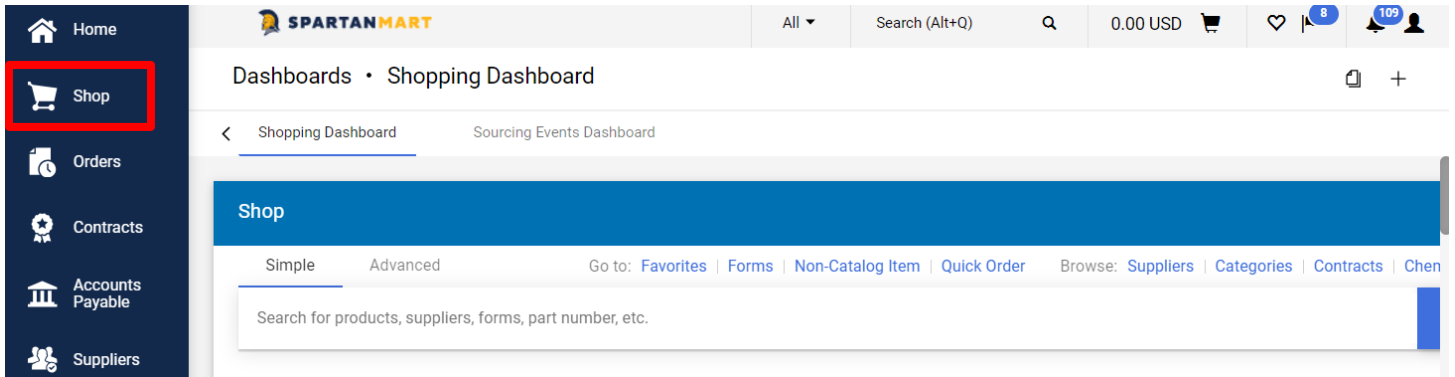 Home
SPARTANMART
All
Search (Alt+Q)
0.00 USD
8
109
Shop
Dashboards • Shopping Dashboard
Shopping Dashboard
Sourcing Events Dashboard
Orders
Contracts
Accounts
Payable
Suppliers
Shop
Simple
Advanced
Go to: Favorites | Forms | Non-Catalog Item | Quick Order
Browse: Suppliers | Categories | Contracts | Chem
Search for products, suppliers, forms, part number, etc.